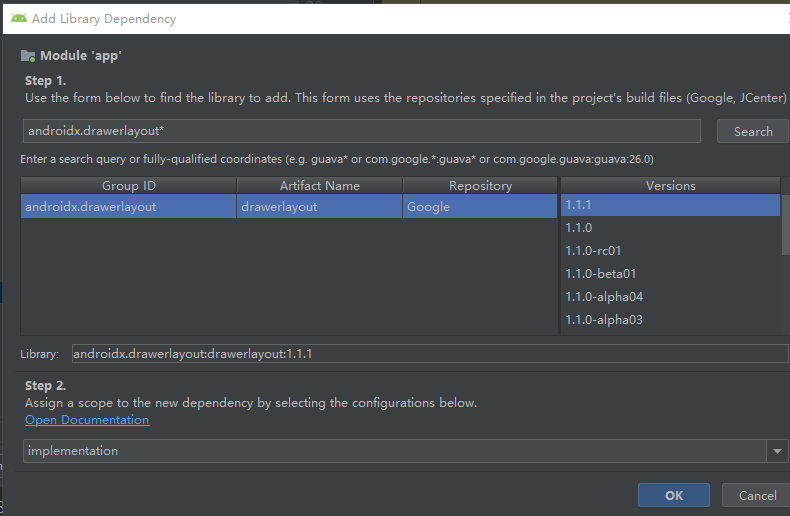 Add Library Dependency
Module 'app'
Step 1.
Use the form below to find the library to add. This form uses the repositories specified in the project's build files (Google, JCenter)
androidx.drawerlayout*
Search
Enter a search query or fully-qualified coordinates (e.g. guava* or com.google.*:guava* or com.google.guava:guava:26.0)
Group ID Artifact Name Repository Versions
androidx.drawerlayout drawerlayout Google 1.1.1
1.1.0
1.1.0-rc01
1.1.0-beta01
1.1.0-alpha04
1.1.0-alpha03
Library: androidx.drawerlayout:drawerlayout:1.1.1
Step 2.
Assign a scope to the new dependency by selecting the configurations below.
Open Documentation
implementation
OK Cancel